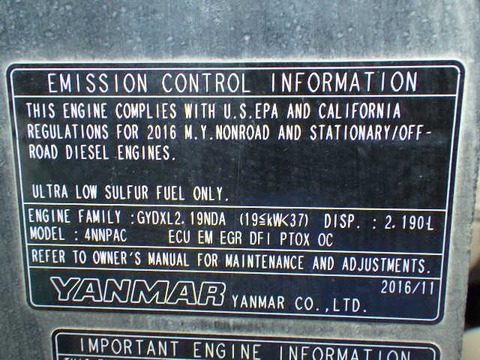 EMISSION CONTROL INFORMATION
THIS ENGINE COMPLIES WITH U.S.EPA AND CALIFORNIA
REGULATIONS FOR 2016 M.Y.NONROAD AND STATIONARY/OFF-
ROAD DIESEL ENGINES.
ULTRA LOW SULFUR FUEL ONLY.
ENGINE FAMILY :GYDXL2.19NDA (19≤kW<37) DISP. :2.190L
MODEL : 4NNPAC ECU EM EGR DFI PTOX OC
REFER TO OWNER'S MANUAL FOR MAINTENANCE AND ADJUSTMENTS.
2016/11
YANMAR YANMAR CO.,LTD.
IMPORTANT ENGINE INFORMATION